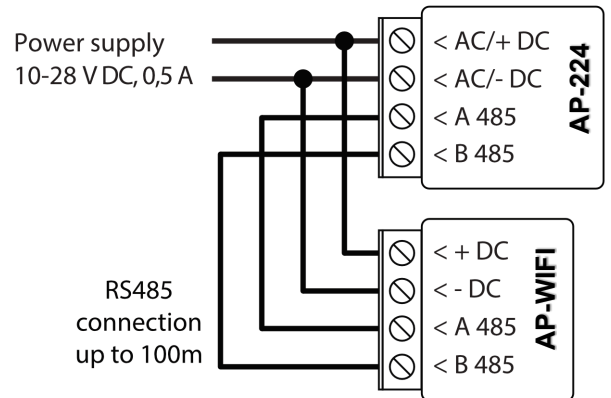 Power supply
10-28 V DC, 0,5 A
< AC/+ DC
< AC/- DC
< A 485
< B 485
AP-224
< + DC
< - DC
< A 485
< B 485
AP-WIFI
RS485
connection
up to 100m